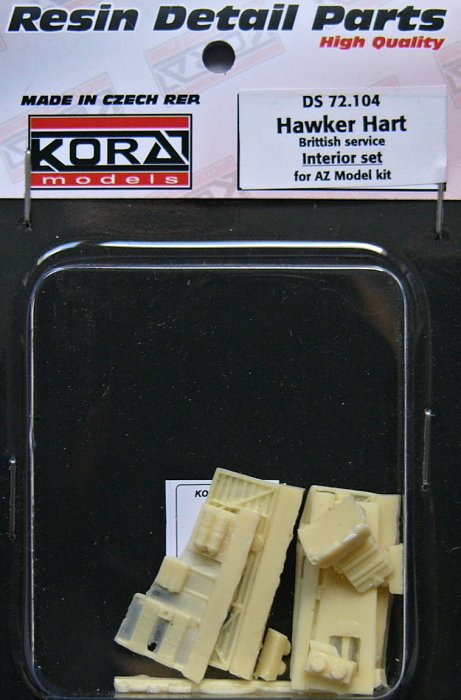 Resin Detail Parts
High Quality
MADE IN CZECH REP.
KORA
models
DS 72.104
Hawker Hart
Brittish service
Interior set
for AZ Model kit
KO